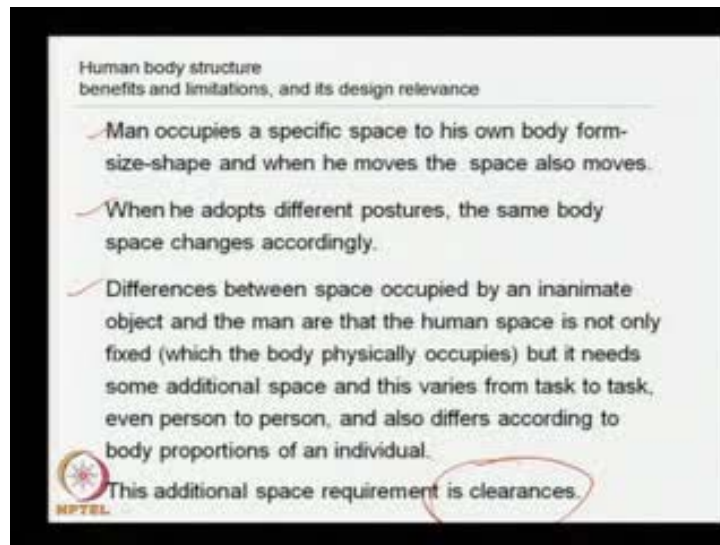 Human body structure
benefits and limitations, and its design relevance
Man occupies a specific space to his own body form-
size-shape and when he moves the space also moves.
When he adopts different postures, the same body
space changes accordingly.
Differences between space occupied by an inanimate
object and the man are that the human space is not only
fixed (which the body physically occupies) but it needs
some additional space and this varies from task to task,
even person to person, and also differs according to
body proportions of an individual.
This additional space requirement is clearances.
NPTEL